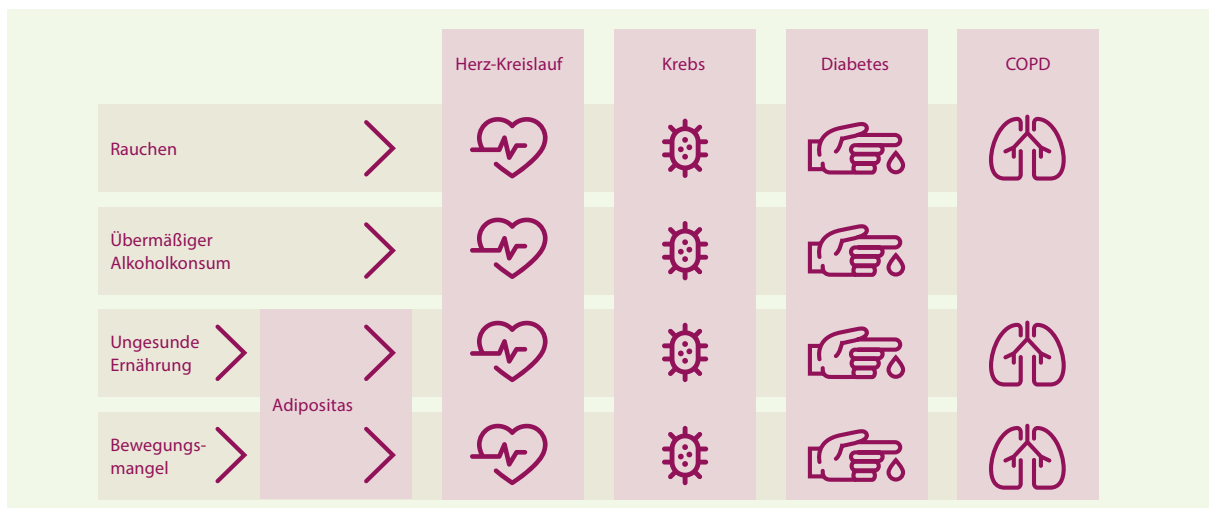 Herz-Kreislauf
Krebs
Diabetes
COPD
Rauchen
Übermäßiger
Alkoholkonsum
Ungesunde
Ernährung
Adipositas
Bewegungs-
mangel